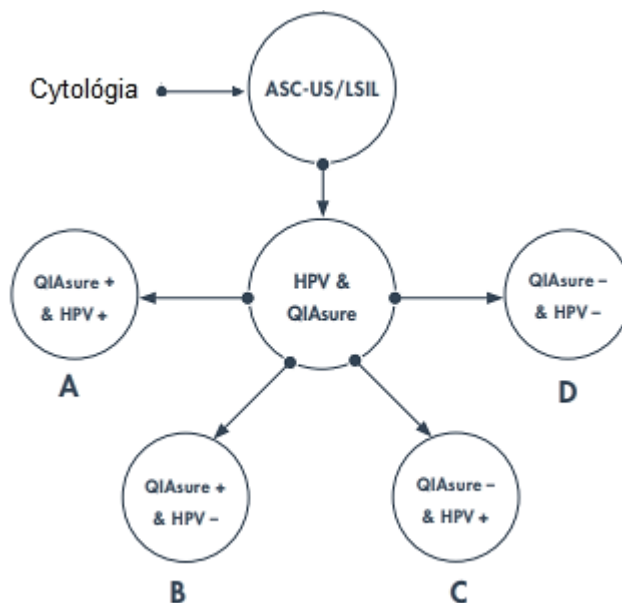 Cytológia
ASC-US/LSIL
HPV &
QIAsure
QIAsure +
& HPV +
A
QIAsure –
& HPV –
D
QIAsure +
& HPV –
B
QIAsure –
& HPV +
C